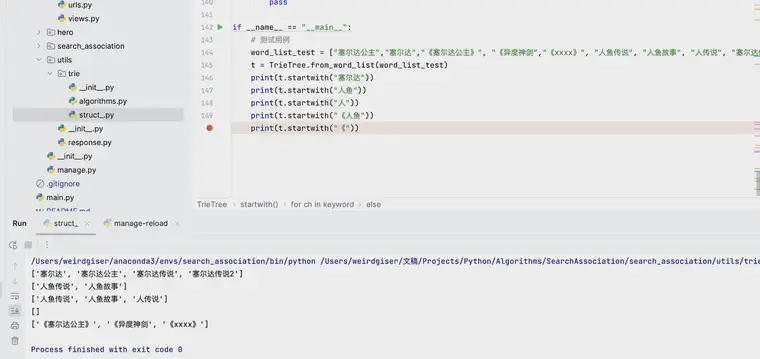 urls.py
views.py
hero
search_association
utils
trie
__init__.py
algorithms.py
struct_.py
__init__.py
response.py
__init__.py
manage.py
.gitignore
main.py
README.md
140
141 pass
142 if __name__ == "__main__":
143 # 测试用例
144 word_list_test = ["塞尔达公主","塞尔达","《塞尔达公主》", "《异度神剑","《xxxx》", "人鱼传说", "人鱼故事", "人传说", "塞尔达
145 t = TrieTree.from_word_list(word_list_test)
146 print(t.startwith("塞尔达"))
147 print(t.startwith("人鱼"))
148 print(t.startwith("人"))
149 print(t.startwith("《人鱼"))
print(t.startwith("《"))
TrieTree › startwith() › for ch in keyword › else
Run struct_ × manage-reload ×
/Users/weirdgiser/anaconda3/envs/search_association/bin/python /Users/weirdgiser/文稿/Projects/Python/Algorithms/SearchAssociation/search_association/utils/trie
['塞尔达', '塞尔达公主', '塞尔达传说', '塞尔达传说2']
['人鱼传说', '人鱼故事']
['人鱼传说', '人鱼故事', '人传说']
[]
['《塞尔达公主》', '《异度神剑', '《xxxx》']
Process finished with exit code 0